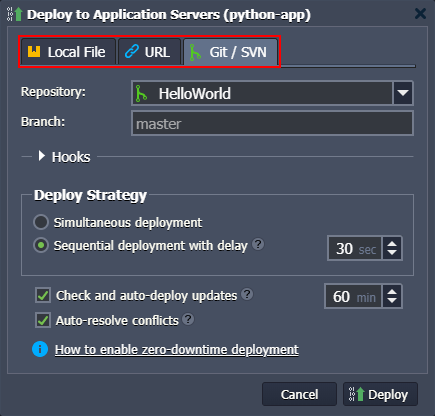 Deploy to Application Servers (python-app)
Local File URL Git / SVN
Repository: HelloWorld
Branch: master
Hooks
Deploy Strategy
Simultaneous deployment
Sequential deployment with delay ? 30 sec
Check and auto-deploy updates ? 60 min
Auto-resolve conflicts ?
i How to enable zero-downtime deployment
Cancel Deploy